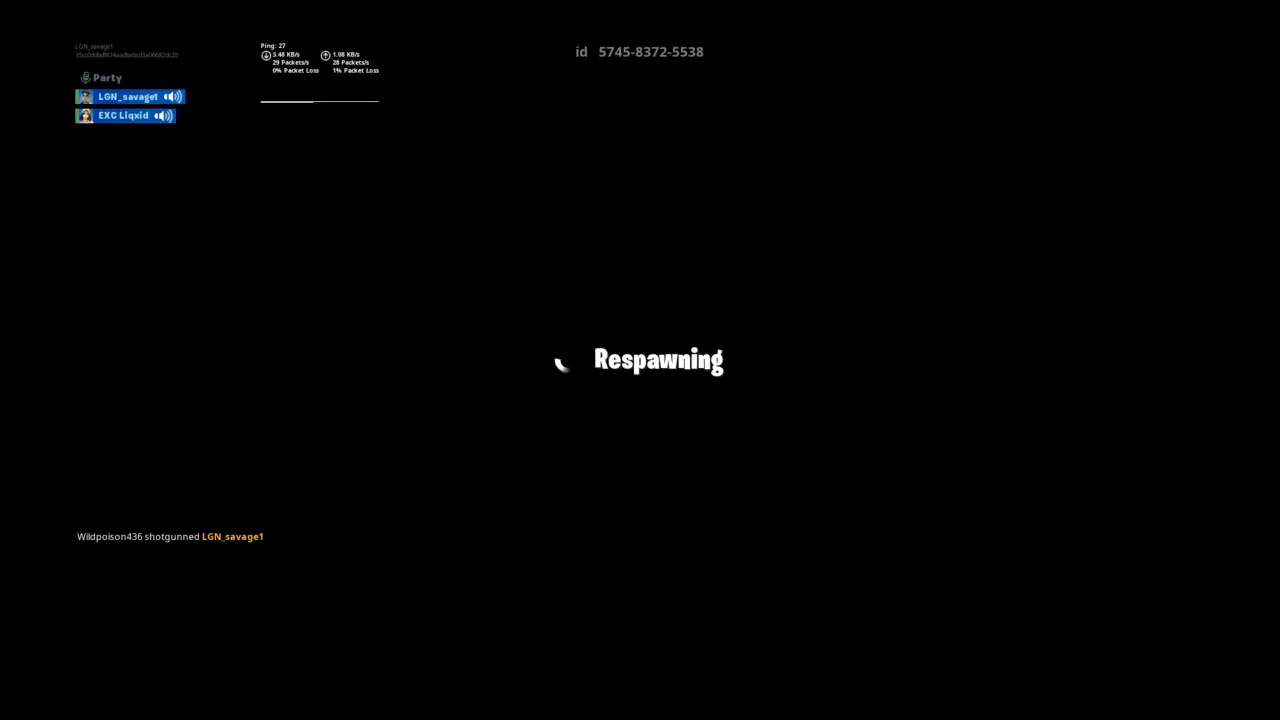 LGN_savage1
Party
LGN_savage1
EXC Liqxid
Ping: 27
3.48 KB/s
29 Packets/s
0% Packet Loss
1.08 KB/s
28 Packets/s
1% Packet Loss
id 5745-8372-5538
Respawning
Wildpoison436 shotgunned LGN_savage1